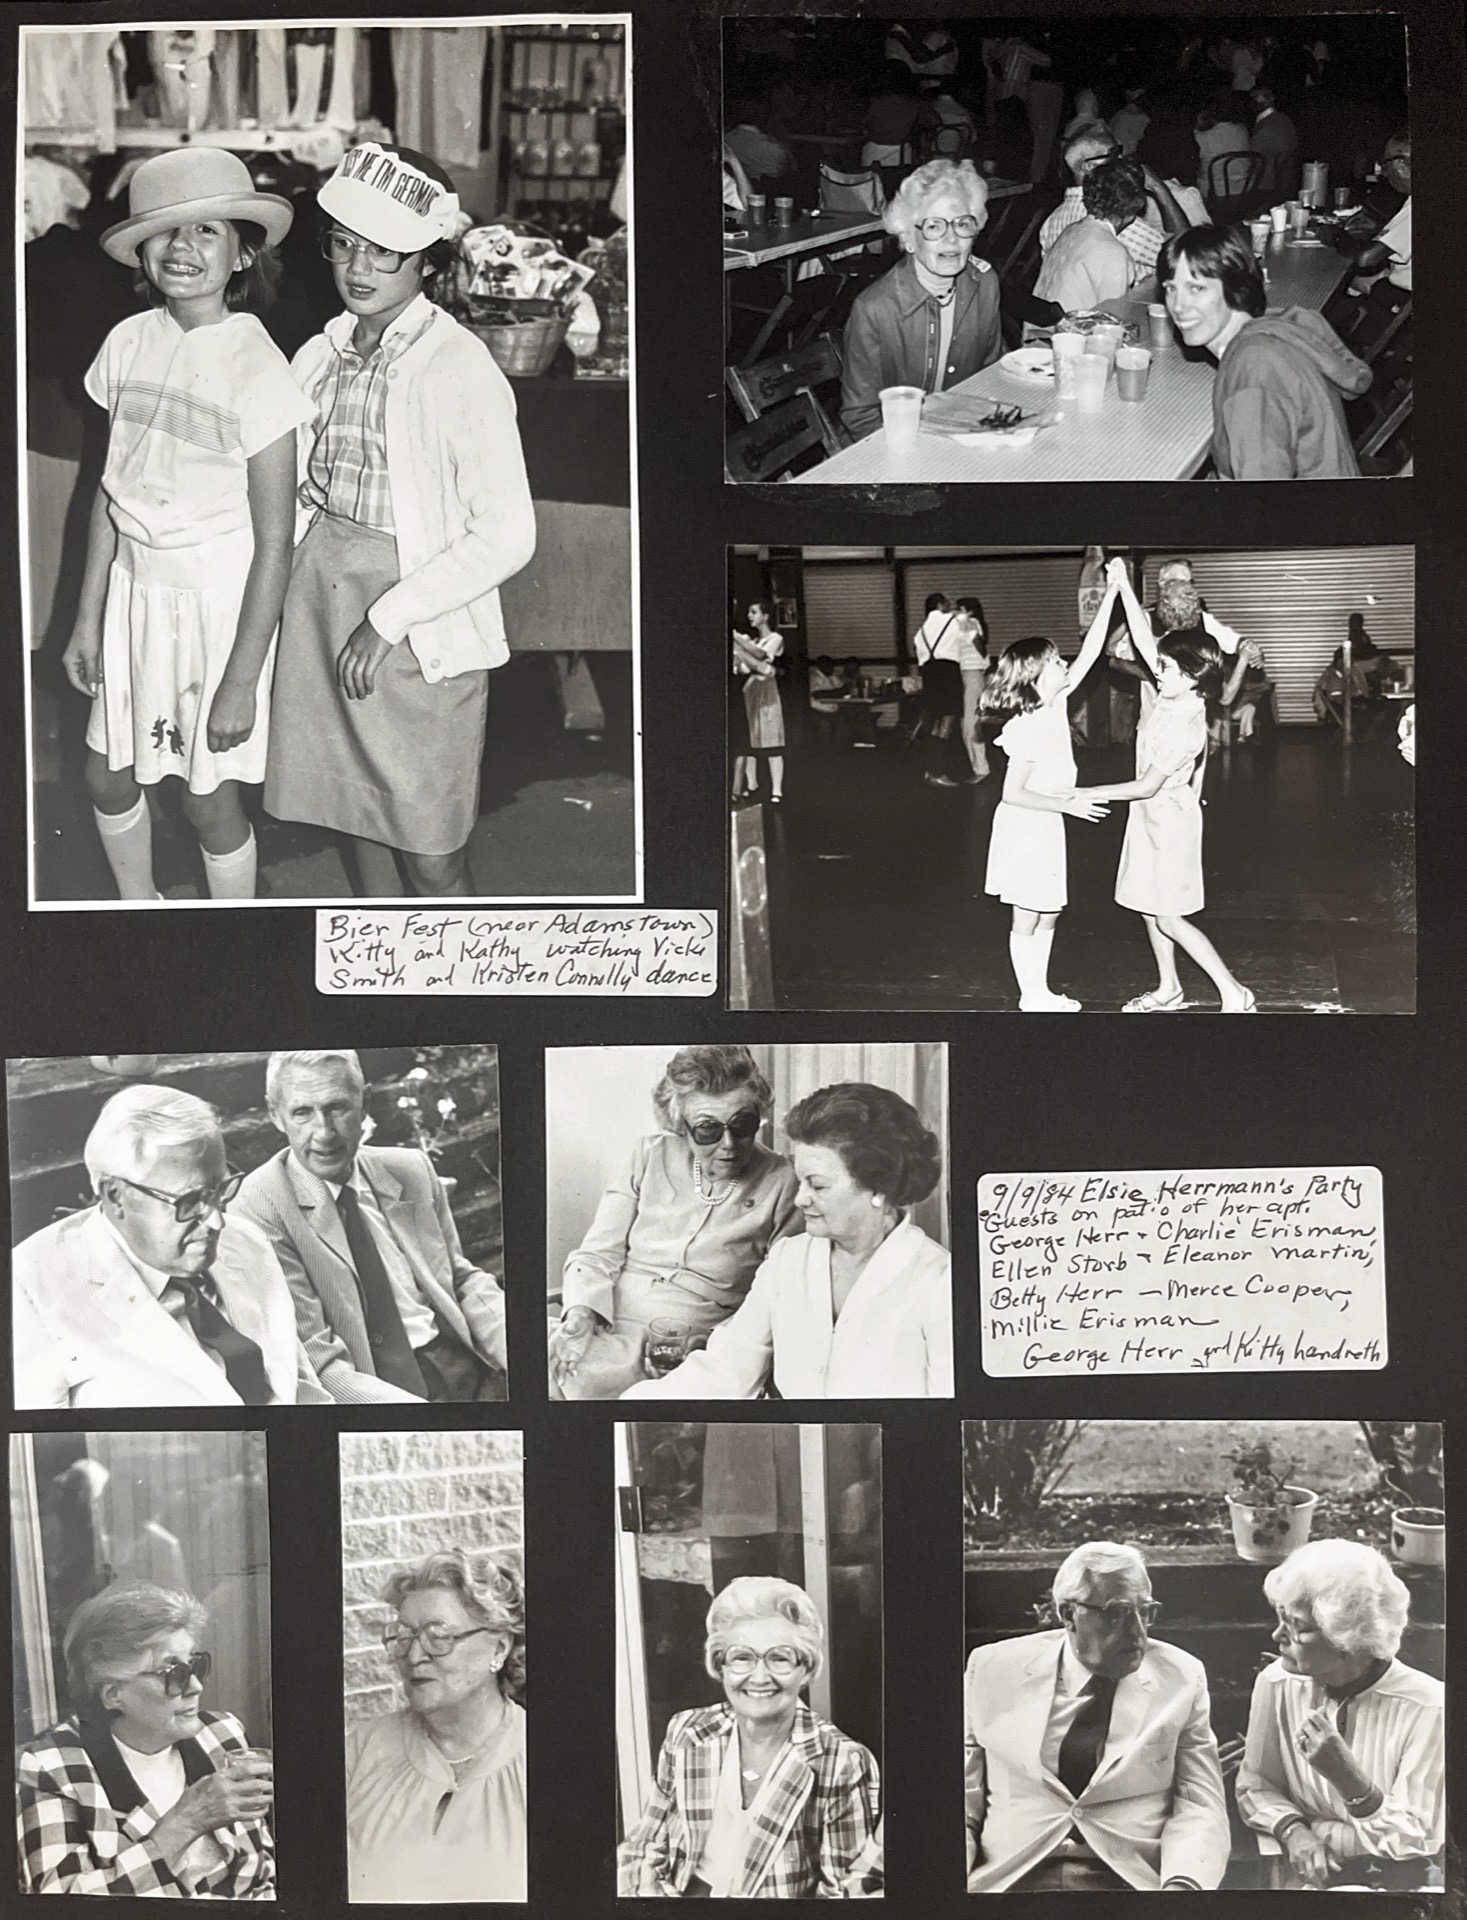 KISS ME I'M GERMAN
Bier Fest (near Adamstown)
Kitty and Kathy watching Vicki
Smith and Kristen Connolly dance
9/9/84 Elsie Herrmann's Party
Guests on patio of her apt.
George Herr & Charlie Erisman,
Ellen Storb & Eleanor Martin,
Betty Herr — Merce Cooper,
Millie Erisman
George Herr and Kitty Landreth